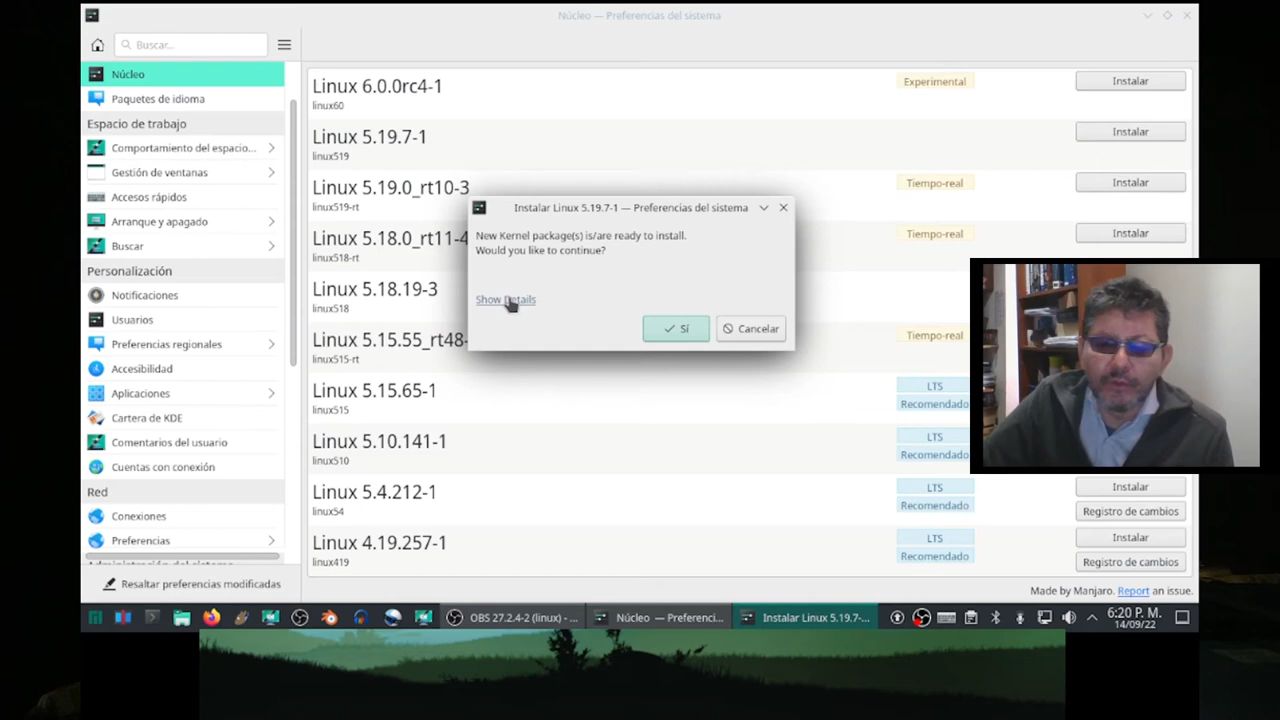 Núcleo — Preferencias del sistema
Buscar...
Núcleo
Paquetes de idioma
Espacio de trabajo
Comportamiento del espacio...
Gestión de ventanas
Accesos rápidos
Arranque y apagado
Buscar
Personalización
Notificaciones
Usuarios
Preferencias regionales
Accesibilidad
Aplicaciones
Cartera de KDE
Comentarios del usuario
Cuentas con conexión
Red
Conexiones
Preferencias
Resaltar preferencias modificadas
Linux 6.0.0rc4-1
linux60
Experimental
Instalar
Linux 5.19.7-1
linux519
Instalar
Linux 5.19.0_rt10-3
linux519-rt
Tiempo-real
Instalar
Linux 5.18.0_rt11-4
linux518-rt
Tiempo-real
Instalar
Linux 5.18.19-3
linux518
Linux 5.15.55_rt48-
linux515-rt
Tiempo-real
Linux 5.15.65-1
linux515
LTS
Recomendado
Linux 5.10.141-1
linux510
LTS
Recomendado
Linux 5.4.212-1
linux54
LTS
Recomendado
Instalar
Registro de cambios
Linux 4.19.257-1
linux419
LTS
Recomendado
Instalar
Registro de cambios
Instalar Linux 5.19.7-1 — Preferencias del sistema
New Kernel package(s) is/are ready to install.
Would you like to continue?
Show Details
Sí
Cancelar
Made by Manjaro. Report an issue.
OBS 27.2.4-2 (linux) - ...
Núcleo — Preferenci...
Instalar Linux 5.19.7-...
6:20 P. M.
14/09/22